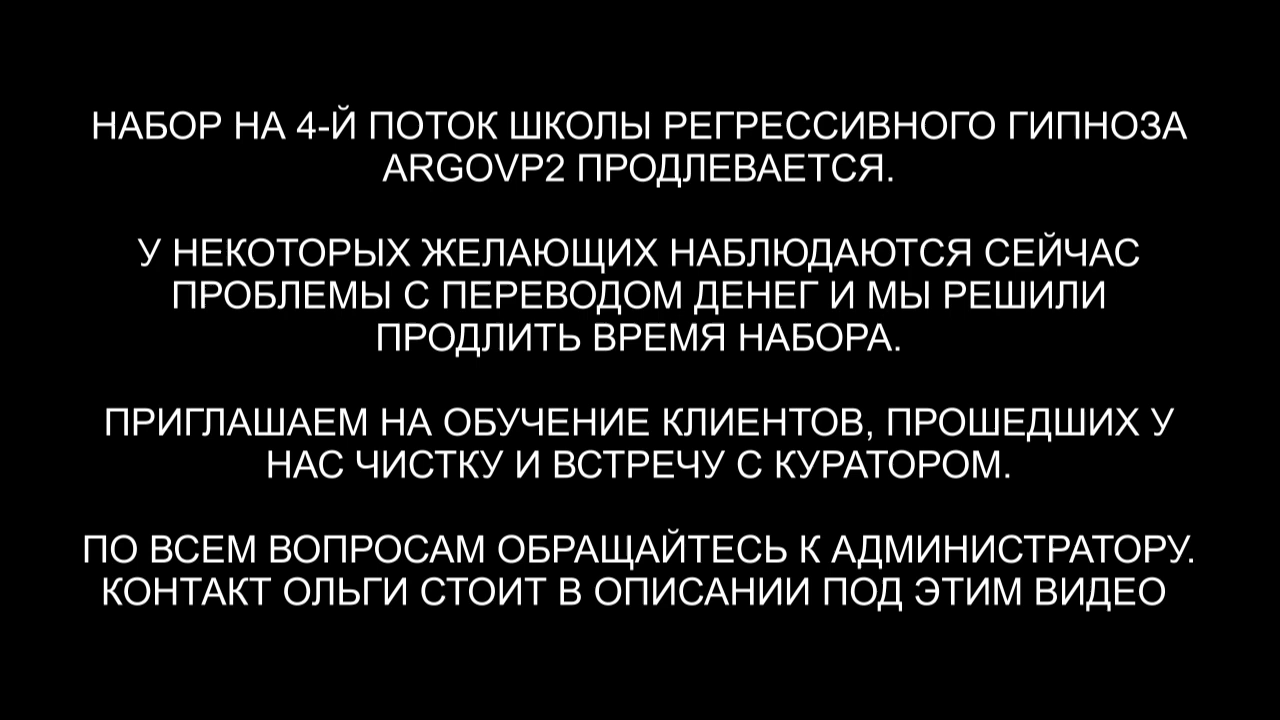 НАБОР НА 4-Й ПОТОК ШКОЛЫ РЕГРЕССИВНОГО ГИПНОЗА
ARGOVP2 ПРОДЛЕВАЕТСЯ.
У НЕКОТОРЫХ ЖЕЛАЮЩИХ НАБЛЮДАЮТСЯ СЕЙЧАС
ПРОБЛЕМЫ С ПЕРЕВОДОМ ДЕНЕГ И МЫ РЕШИЛИ
ПРОДЛИТЬ ВРЕМЯ НАБОРА.
ПРИГЛАШАЕМ НА ОБУЧЕНИЕ КЛИЕНТОВ, ПРОШЕДШИХ У
НАС ЧИСТКУ И ВСТРЕЧУ С КУРАТОРОМ.
ПО ВСЕМ ВОПРОСАМ ОБРАЩАЙТЕСЬ К АДМИНИСТРАТОРУ.
КОНТАКТ ОЛЬГИ СТОИТ В ОПИСАНИИ ПОД ЭТИМ ВИДЕО